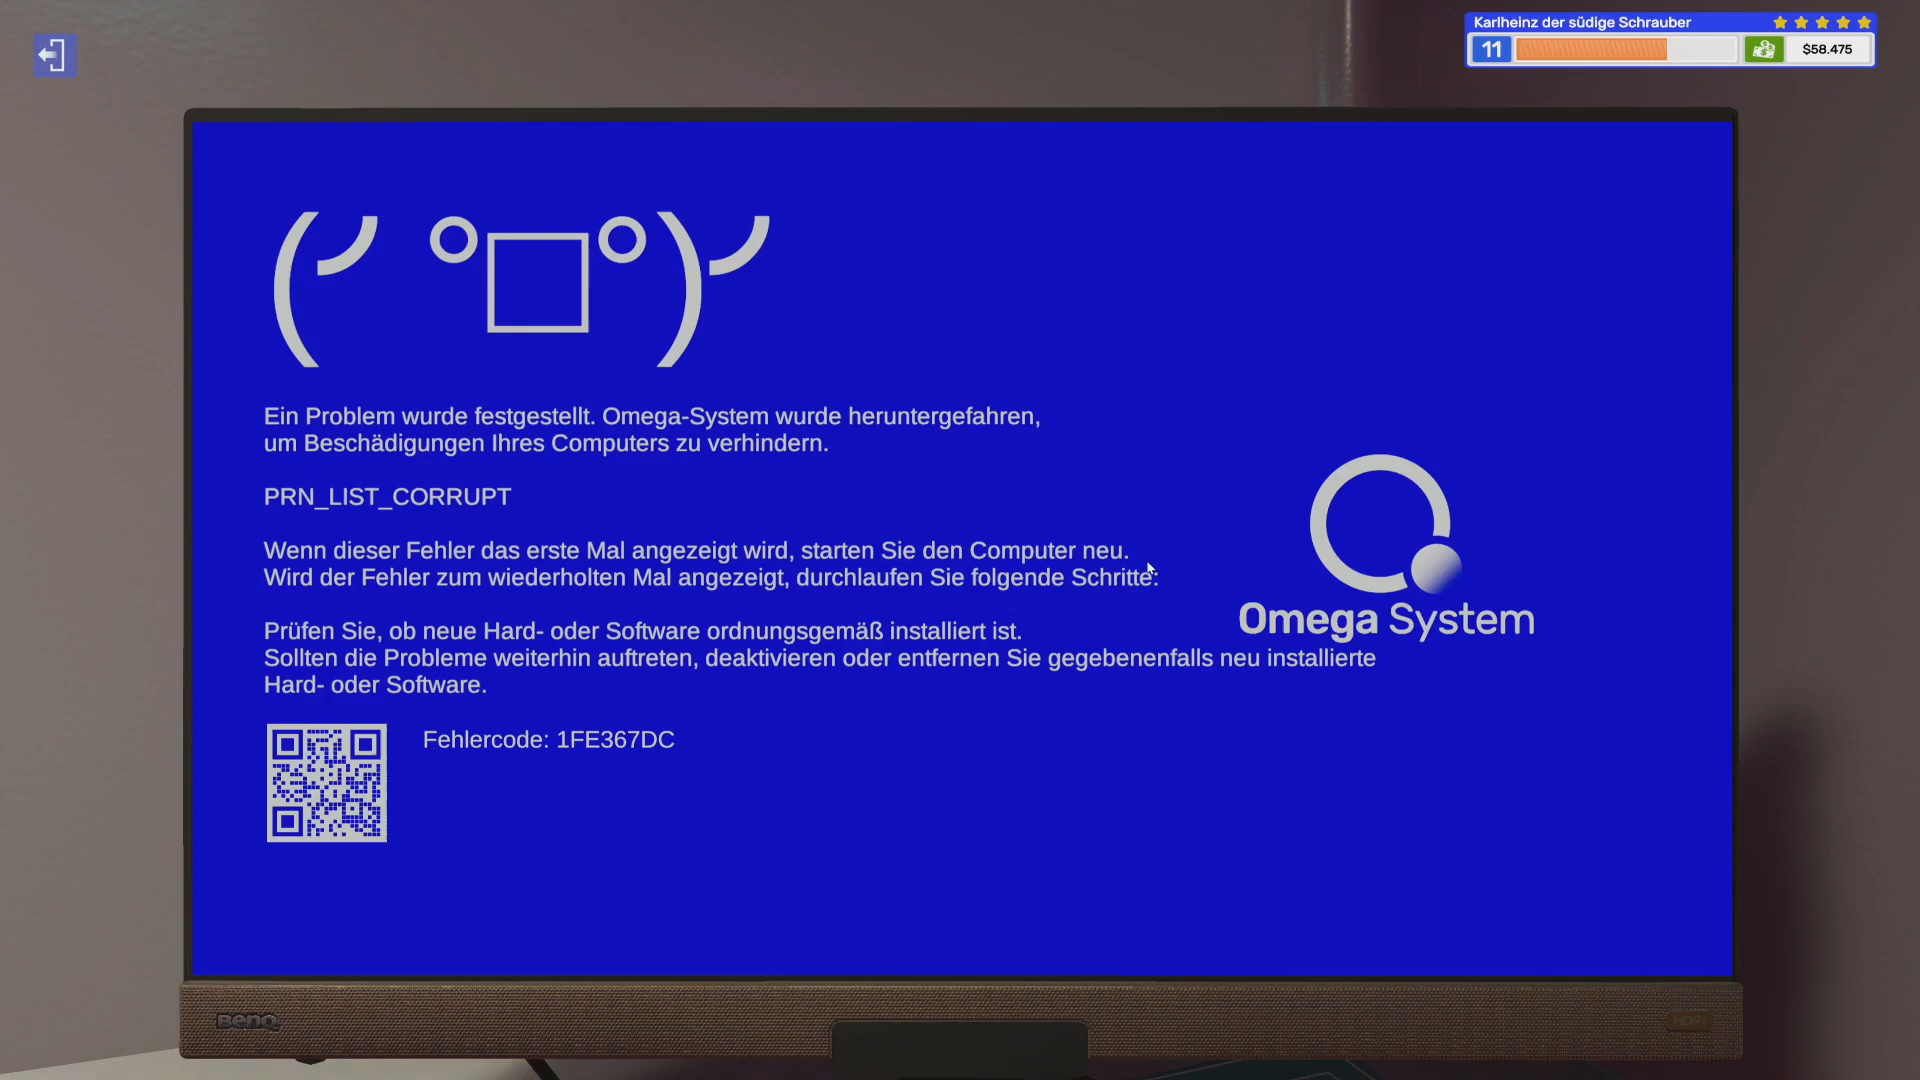 Karlheinz der südige Schrauber
11
$58.475
(╯°□°)╯
Ein Problem wurde festgestellt. Omega-System wurde heruntergefahren,
um Beschädigungen Ihres Computers zu verhindern.
PRN_LIST_CORRUPT
Wenn dieser Fehler das erste Mal angezeigt wird, starten Sie den Computer neu.
Wird der Fehler zum wiederholten Mal angezeigt, durchlaufen Sie folgende Schritte:
Omega System
Prüfen Sie, ob neue Hard- oder Software ordnungsgemäß installiert ist.
Sollten die Probleme weiterhin auftreten, deaktivieren oder entfernen Sie gegebenenfalls neu installierte
Hard- oder Software.
Fehlercode: 1FE367DC
BenQ
HDRi